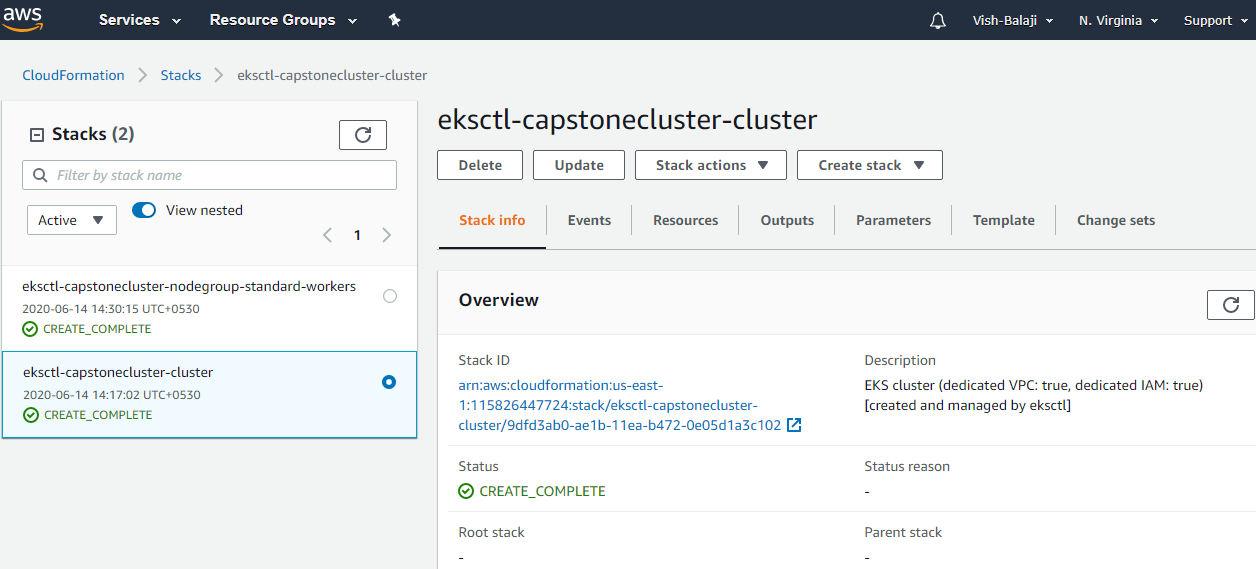 aws
Services
Resource Groups
Vish-Balaji
N. Virginia
Support
CloudFormation
Stacks
eksctl-capstonecluster-cluster
Stacks (2)
Filter by stack name
Active
View nested
1
eksctl-capstonecluster-nodegroup-standard-workers
2020-06-14 14:30:15 UTC+0530
CREATE_COMPLETE
eksctl-capstonecluster-cluster
2020-06-14 14:17:02 UTC+0530
CREATE_COMPLETE
eksctl-capstonecluster-cluster
Delete
Update
Stack actions
Create stack
Stack info
Events
Resources
Outputs
Parameters
Template
Change sets
Overview
Stack ID
arn:aws:cloudformation:us-east-
1:115826447724:stack/eksctl-capstonecluster-
cluster/9dfd3ab0-ae1b-11ea-b472-0e05d1a3c102
Description
EKS cluster (dedicated VPC: true, dedicated IAM: true)
[created and managed by eksctl]
Status
CREATE_COMPLETE
Status reason
-
Root stack
-
Parent stack
-